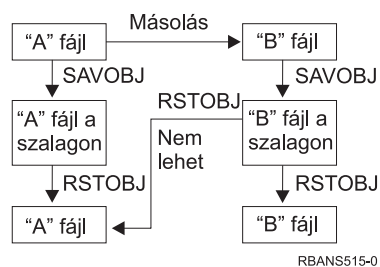 Másolás
“A” fájl
“B” fájl
SAVOBJ
SAVOBJ
“A” fájl a
szalagon
RSTOBJ
“B” fájl a
szalagon
Nem
lehet
RSTOBJ
RSTOBJ
“A” fájl
“B” fájl
RBANS515-0